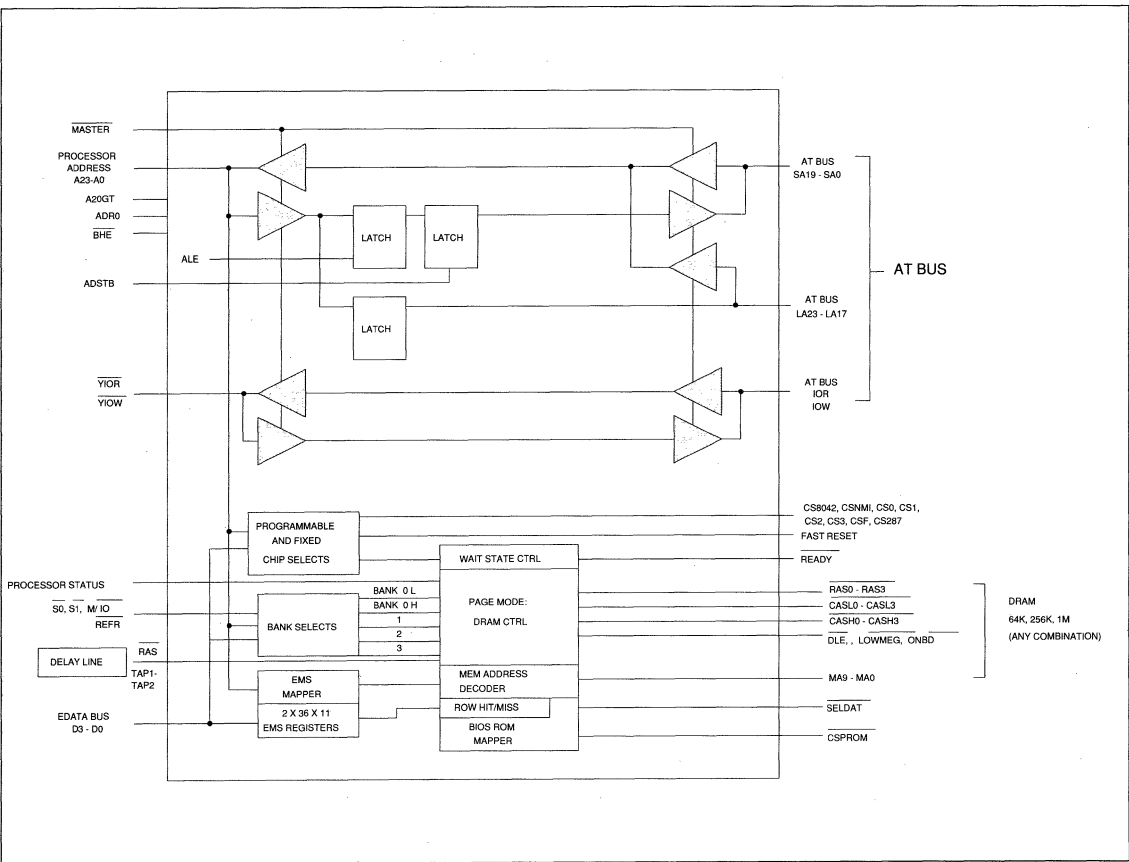 MASTER
PROCESSOR
ADDRESS
A23-A0
A20GT
ADR0
BHE
ALE
ADSTB
LATCH
LATCH
LATCH
AT BUS
SA19 - SA0
AT BUS
AT BUS
LA23 - LA17
YIOR
YIOW
AT BUS
IOR
IOW
PROGRAMMABLE
AND FIXED
CHIP SELECTS
CS8042, CSNMI, CS0, CS1,
CS2, CS3, CSF, CS287
FAST RESET
WAIT STATE CTRL
READY
PROCESSOR STATUS
S0, S1, M/ IO
REFR
BANK 0 L
BANK 0 H
1
2
3
BANK SELECTS
PAGE MODE:
DRAM CTRL
RAS0 - RAS3
CASL0 - CASL3
CASH0 - CASH3
DLE, , LOWMEG, ONBD
DRAM
64K, 256K, 1M
(ANY COMBINATION)
DELAY LINE
RAS
TAP1-
TAP2
EMS
MAPPER
2 X 36 X 11
EMS REGISTERS
MEM ADDRESS
DECODER
ROW HIT/MISS
BIOS ROM
MAPPER
MA9 - MA0
SELDAT
CSPROM
EDATA BUS
D3 - D0